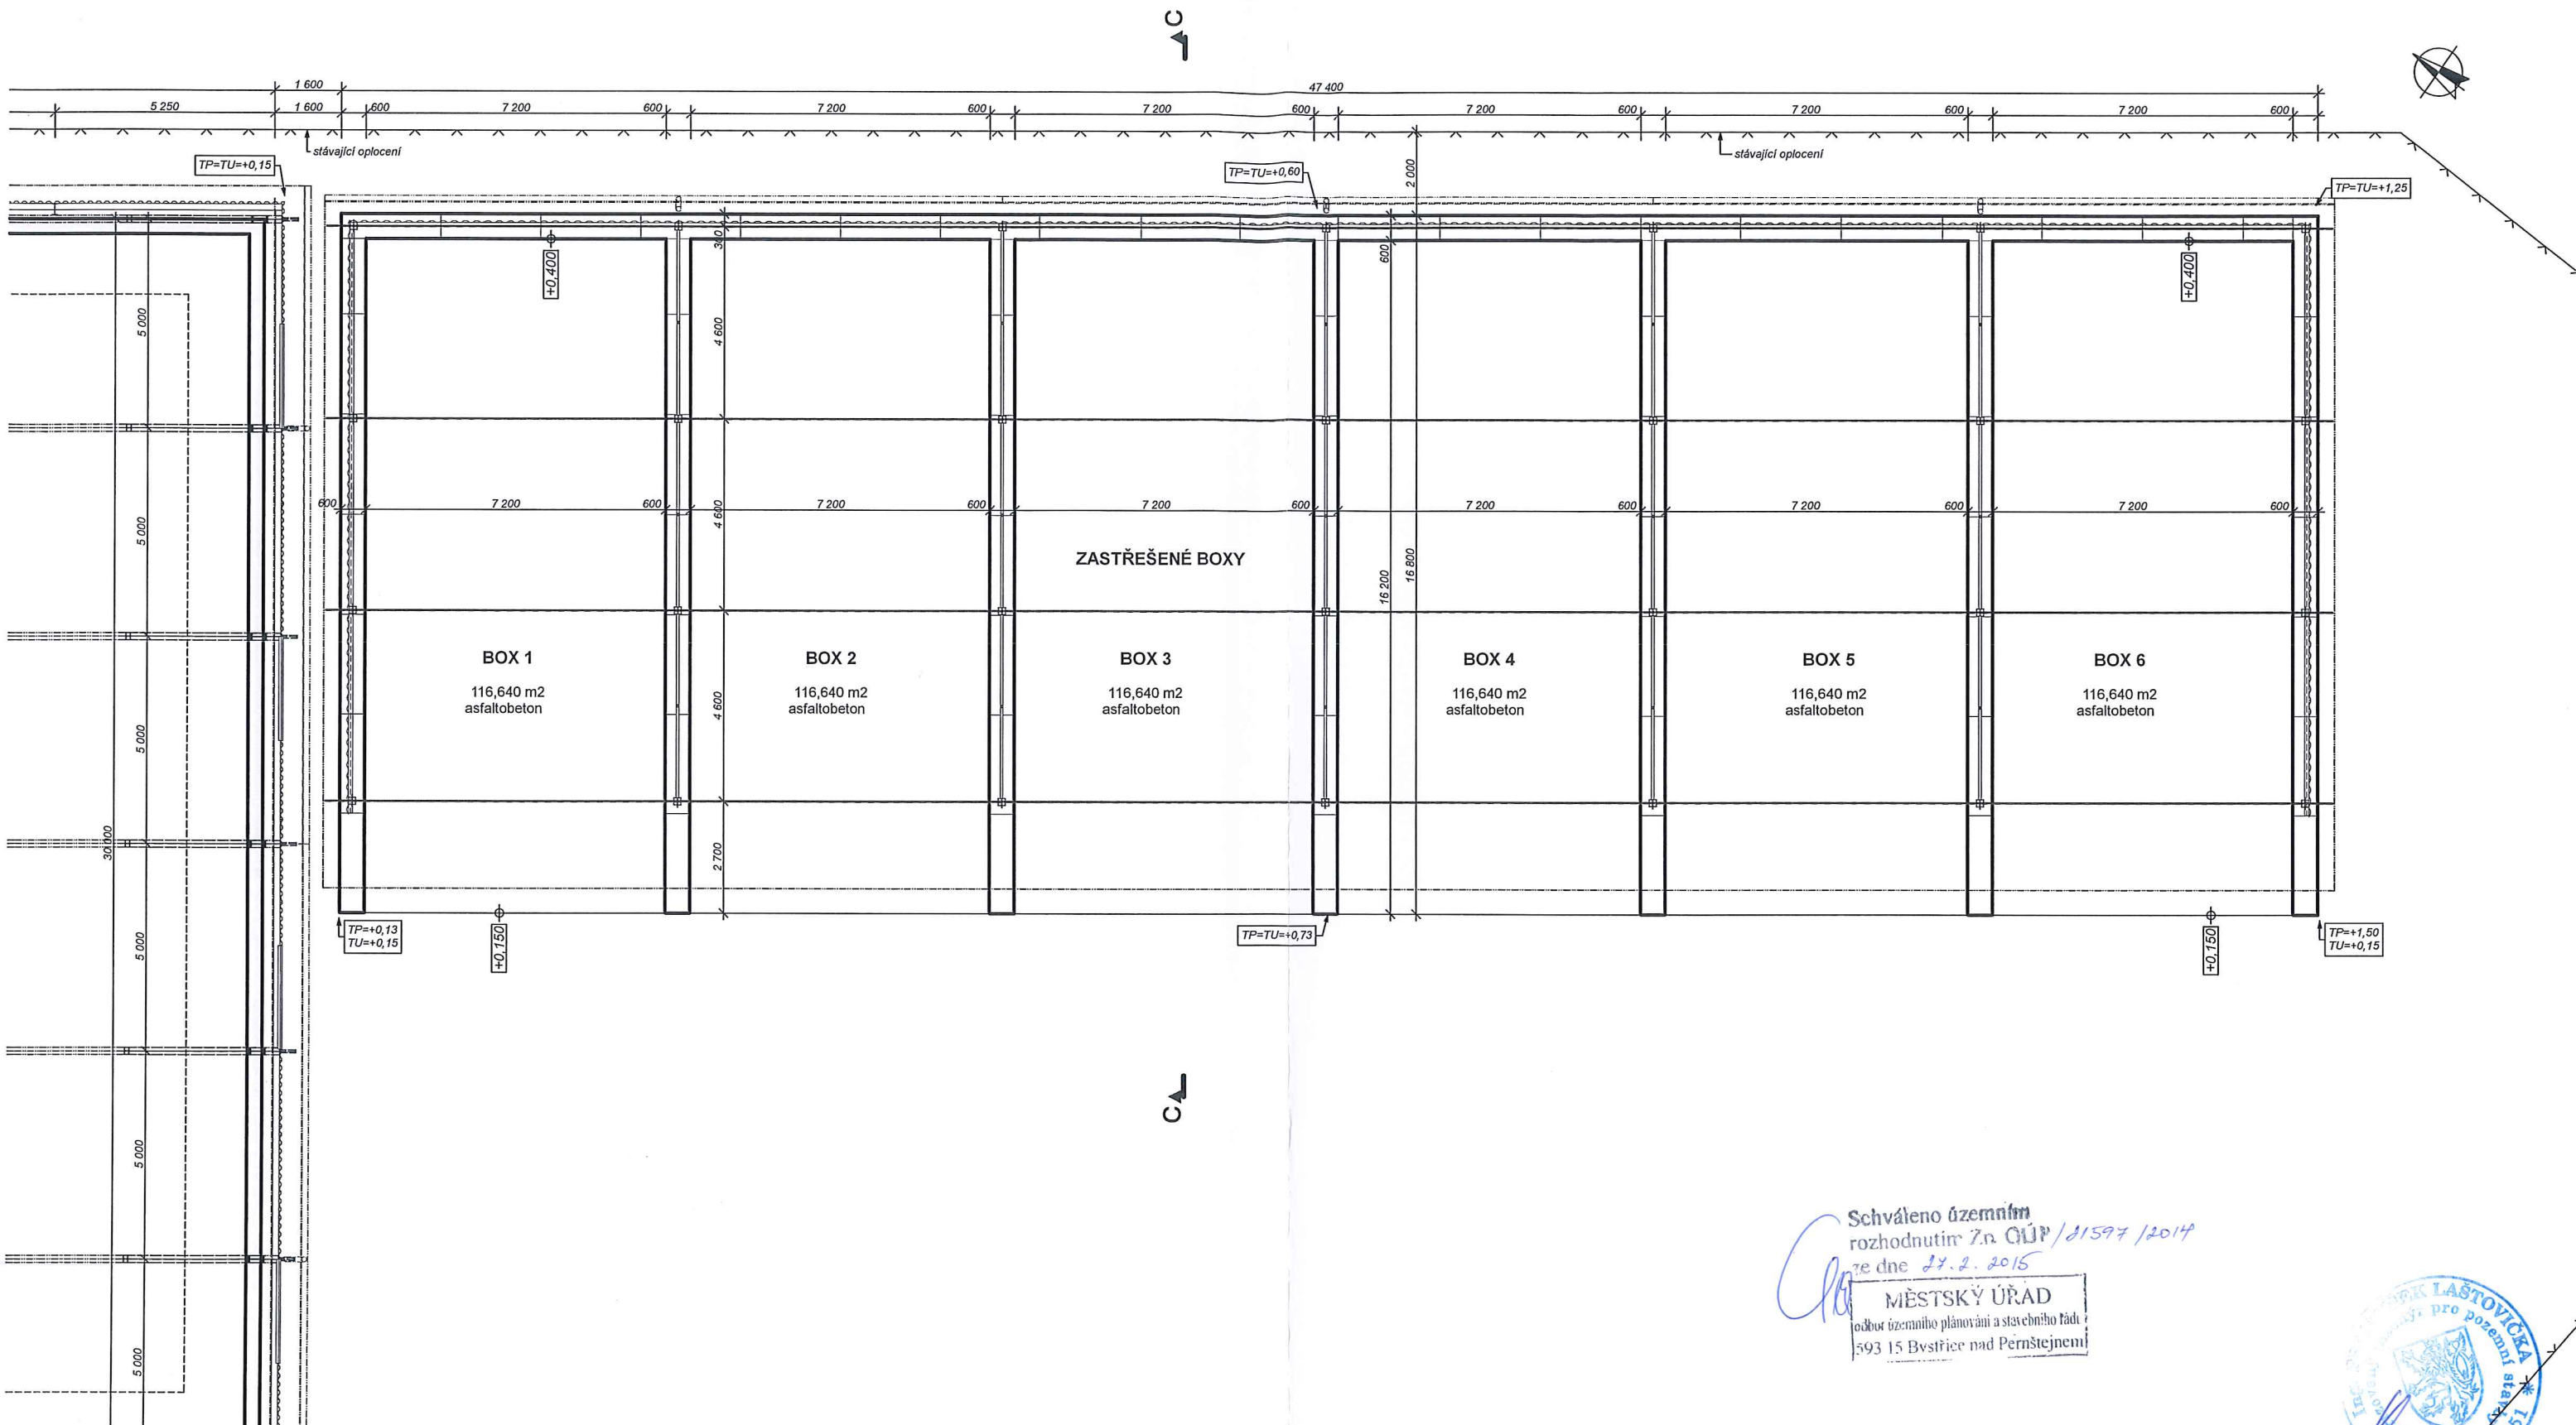 C
1 600
47 400
5 250
1 600
600
7 200
600
7 200
600
7 200
600
7 200
600
7 200
600
7 200
600
stávající oplocení
stávající oplocení
TP=TU=+0,15
TP=TU=+0,60
2 000
TP=TU=+1,25
300
600
+0,400
+0,400
5 000
4 600
600
7 200
600
7 200
600
7 200
600
7 200
600
7 200
600
7 200
600
5 000
4 600
ZASTŘEŠENÉ BOXY
16 200
16 800
BOX 1
116,640 m2
asfaltobeton
BOX 2
116,640 m2
asfaltobeton
BOX 3
116,640 m2
asfaltobeton
BOX 4
116,640 m2
asfaltobeton
BOX 5
116,640 m2
asfaltobeton
BOX 6
116,640 m2
asfaltobeton
4 600
5 000
30 000
2 700
TP=+0,13
TU=+0,15
+0,150
TP=TU=+0,73
+0,150
TP=+1,50
TU=+0,15
5 000
C
5 000
5 000
Schváleno územním
rozhodnutím Zn. OÚP/21597/2014
ze dne 27.2.2015
MĚSTSKÝ ÚŘAD
odbor územního plánování a stavebního řádu
593 15 Bystřice nad Pernštejnem
LAŠTOVIČKA *
pro pozemní stavby